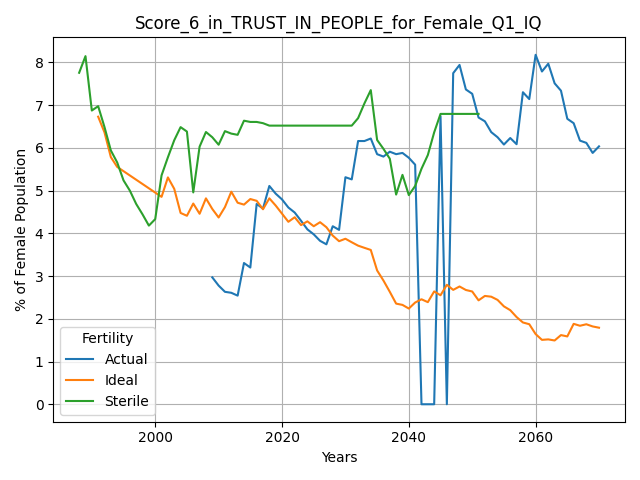 Score_6_in_TRUST_IN_PEOPLE_for_Female_Q1_IQ
% of Female Population
8
7
6
5
4
3
2
1
0
Fertility
Actual
Ideal
Sterile
2000 2020 2040 2060
Years